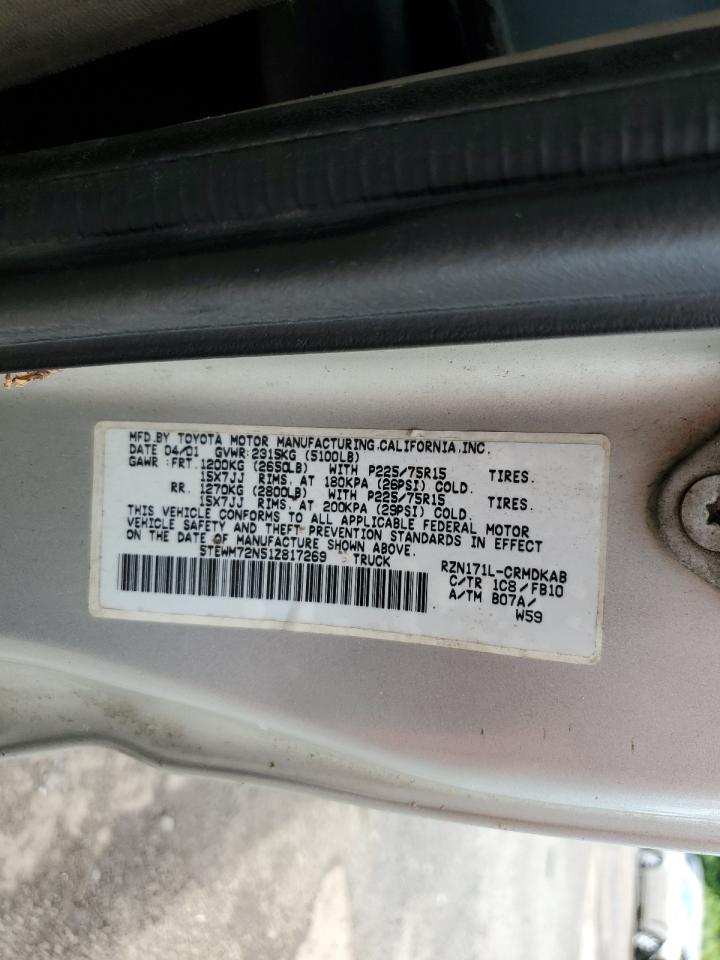 MFD.BY TOYOTA MOTOR MANUFACTURING,CALIFORNIA,INC.
DATE 04/01 GVWR:2315KG (5100LB)
GAWR :FRT.1200KG (2650LB) WITH P225/75R15 TIRES.
15X7JJ RIMS, AT 180KPA (26PSI) COLD.
RR. 1270KG (2800LB) WITH P225/75R15 TIRES.
15X7JJ RIMS, AT 200KPA (29PSI) COLD.
THIS VEHICLE CONFORMS TO ALL APPLICABLE FEDERAL MOTOR
VEHICLE SAFETY AND THEFT PREVENTION STANDARDS IN EFFECT
ON THE DATE OF MANUFACTURE SHOWN ABOVE.
5TEWM72N51Z817269 TRUCK RZN171L-CRMDKAB
C/TR 1C8/FB10
A/TM B07A/
W59